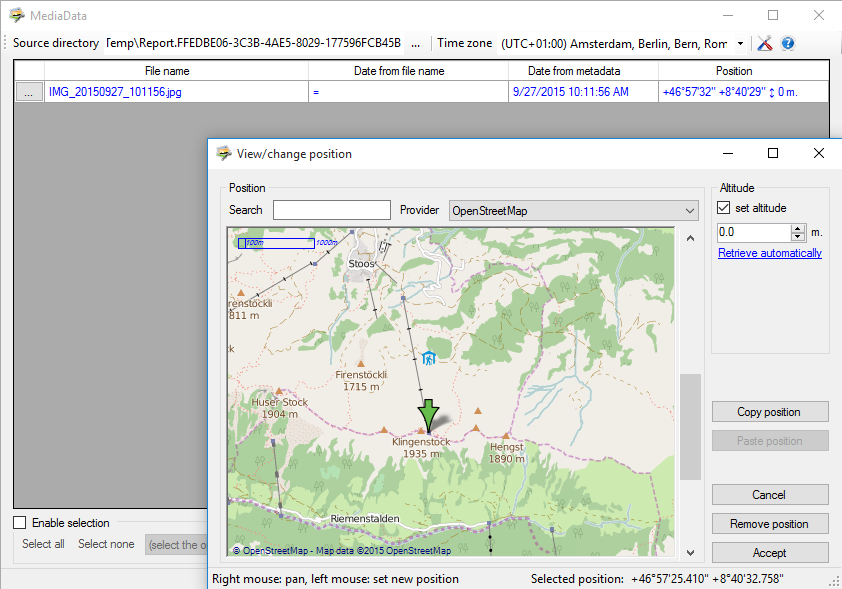 MediaData
Source directory Temp\Report.FFEDBE06-3C3B-4AE5-8029-177596FCB45B ... Time zone (UTC+01:00) Amsterdam, Berlin, Bern, Rom
File name Date from file name Date from metadata Position
... IMG_20150927_101156.jpg = 9/27/2015 10:11:56 AM +46°57'32" +8°40'29" ↕ 0 m.
View/change position
Position
Search Provider OpenStreetMap
100m 1000m
Stoos
renstöckli
811 m
ck
Firenstöckli
1715 m
Huser Stock
1904 m
Klingenstock
1935 m
Hengst
1890 m
Riemenstalden
© OpenStreetMap - Map data ©2015 OpenStreetMap
Altitude
set altitude
0.0 m.
Retrieve automatically
Copy position
Paste position
Cancel
Remove position
Accept
Right mouse: pan, left mouse: set new position Selected position: +46°57'25.410" +8°40'32.758"
Enable selection
Select all Select none (select the o